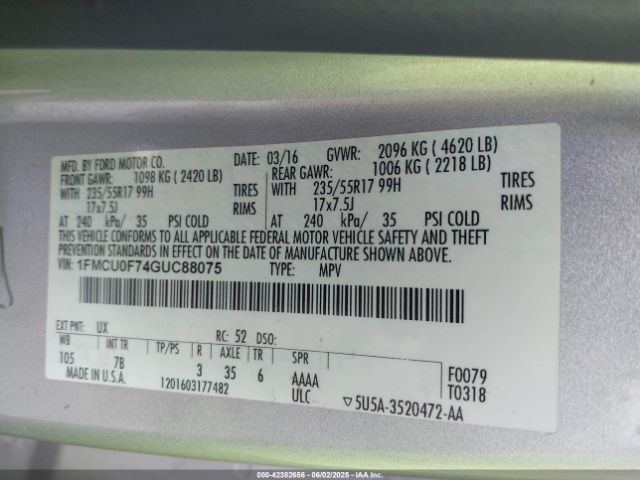 MFD. BY FORD MOTOR CO.
DATE: 03/16 GVWR: 2096 KG ( 4620 LB)
FRONT GAWR: 1098 KG ( 2420 LB) REAR GAWR: 1006 KG ( 2218 LB)
WITH 235/55R17 99H TIRES WITH 235/55R17 99H TIRES
17x7.5J RIMS 17x7.5J RIMS
AT 240 kPa/ 35 PSI COLD AT 240 kPa/ 35 PSI COLD
THIS VEHICLE CONFORMS TO ALL APPLICABLE FEDERAL MOTOR VEHICLE SAFETY AND THEFT
PREVENTION STANDARDS IN EFFECT ON THE DATE OF MANUFACTURE SHOWN ABOVE.
VIN: 1FMCU0F74GUC88075 TYPE: MPV
EXT PNT: UX RC: 52 DSO:
WB INT TR TP/PS R AXLE TR SPR
105 7B 3 35 6 AAAA F0079
MADE IN U.S.A. 1201603177482 ULC T0318
▽5U5A-3520472-AA
000-42382656 - 06/02/2025 - IAA Inc.